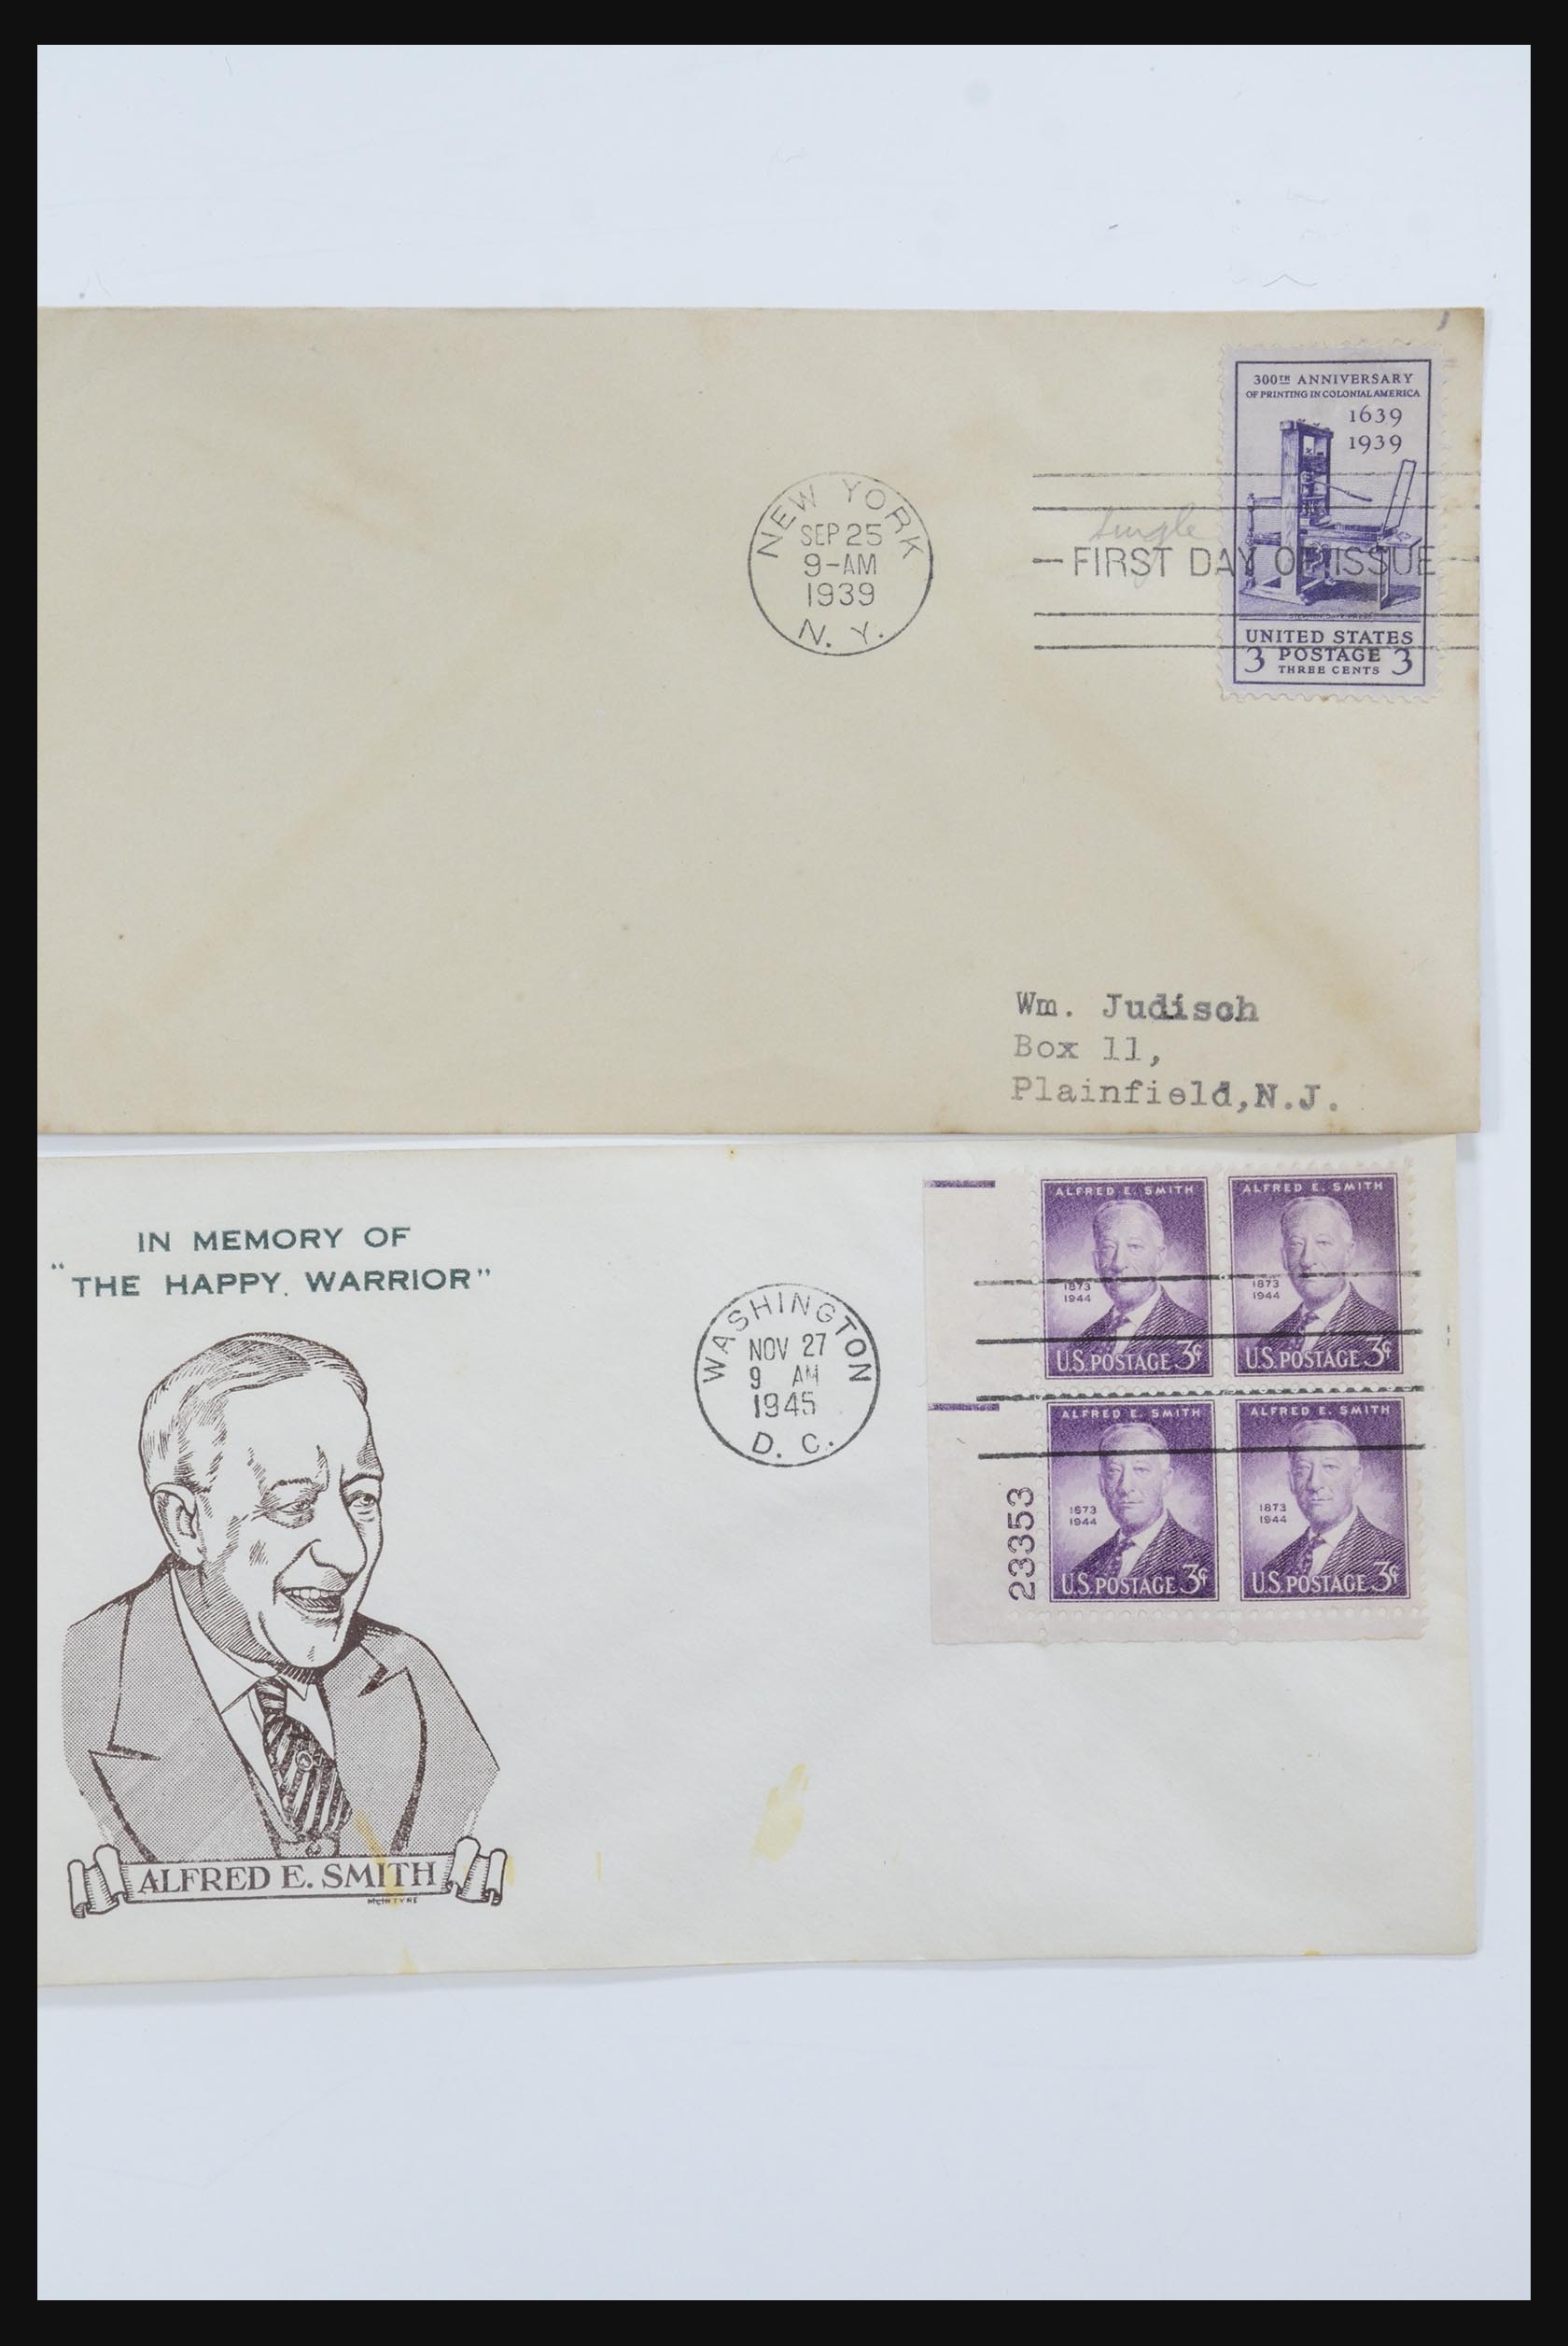 300TH ANNIVERSARY
OF PRINTING IN COLONIAL AMERICA
1639
1939
UNITED STATES
3 POSTAGE 3
THREE CENTS
NEW YORK
SEP 25
9-AM
1939
N. Y.
single
FIRST DAY OF ISSUE
Wm. Judisch
Box 11,
Plainfield, N.J.
IN MEMORY OF
"THE HAPPY WARRIOR"
ALFRED E. SMITH
McINTYRE
WASHINGTON
NOV 27
9 AM
1945
D. C.
ALFRED E. SMITH
1873
1944
U.S. POSTAGE 3¢
ALFRED E. SMITH
1873
1944
U.S. POSTAGE 3¢
ALFRED E. SMITH
1873
1944
U.S. POSTAGE 3¢
ALFRED E. SMITH
1873
1944
U.S. POSTAGE 3¢
23353